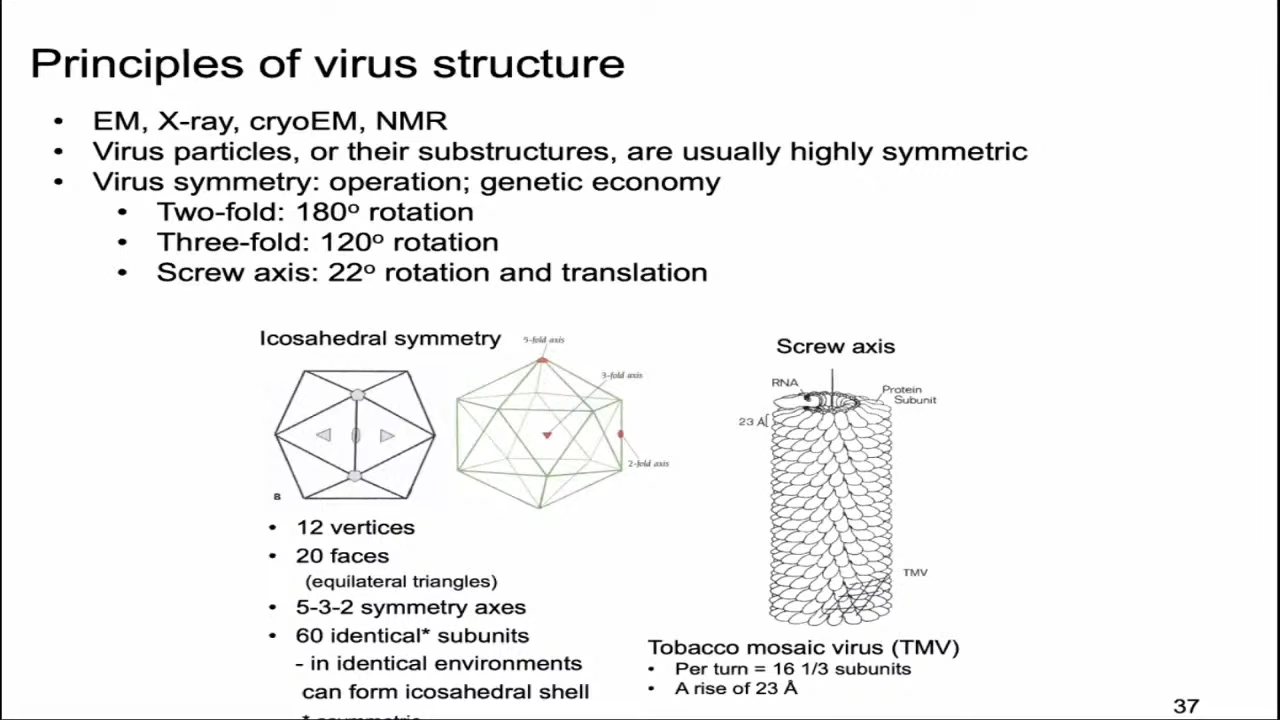 Principles of virus structure
• EM, X-ray, cryoEM, NMR
• Virus particles, or their substructures, are usually highly symmetric
• Virus symmetry: operation; genetic economy
• Two-fold: 180° rotation
• Three-fold: 120° rotation
• Screw axis: 22° rotation and translation
Icosahedral symmetry
5-fold axis
3-fold axis
2-fold axis
B
• 12 vertices
• 20 faces
(equilateral triangles)
• 5-3-2 symmetry axes
• 60 identical* subunits
- in identical environments
can form icosahedral shell
* asymmetric
Screw axis
RNA
Protein
Subunit
23 Å
TMV
Tobacco mosaic virus (TMV)
• Per turn = 16 1/3 subunits
• A rise of 23 Å
37